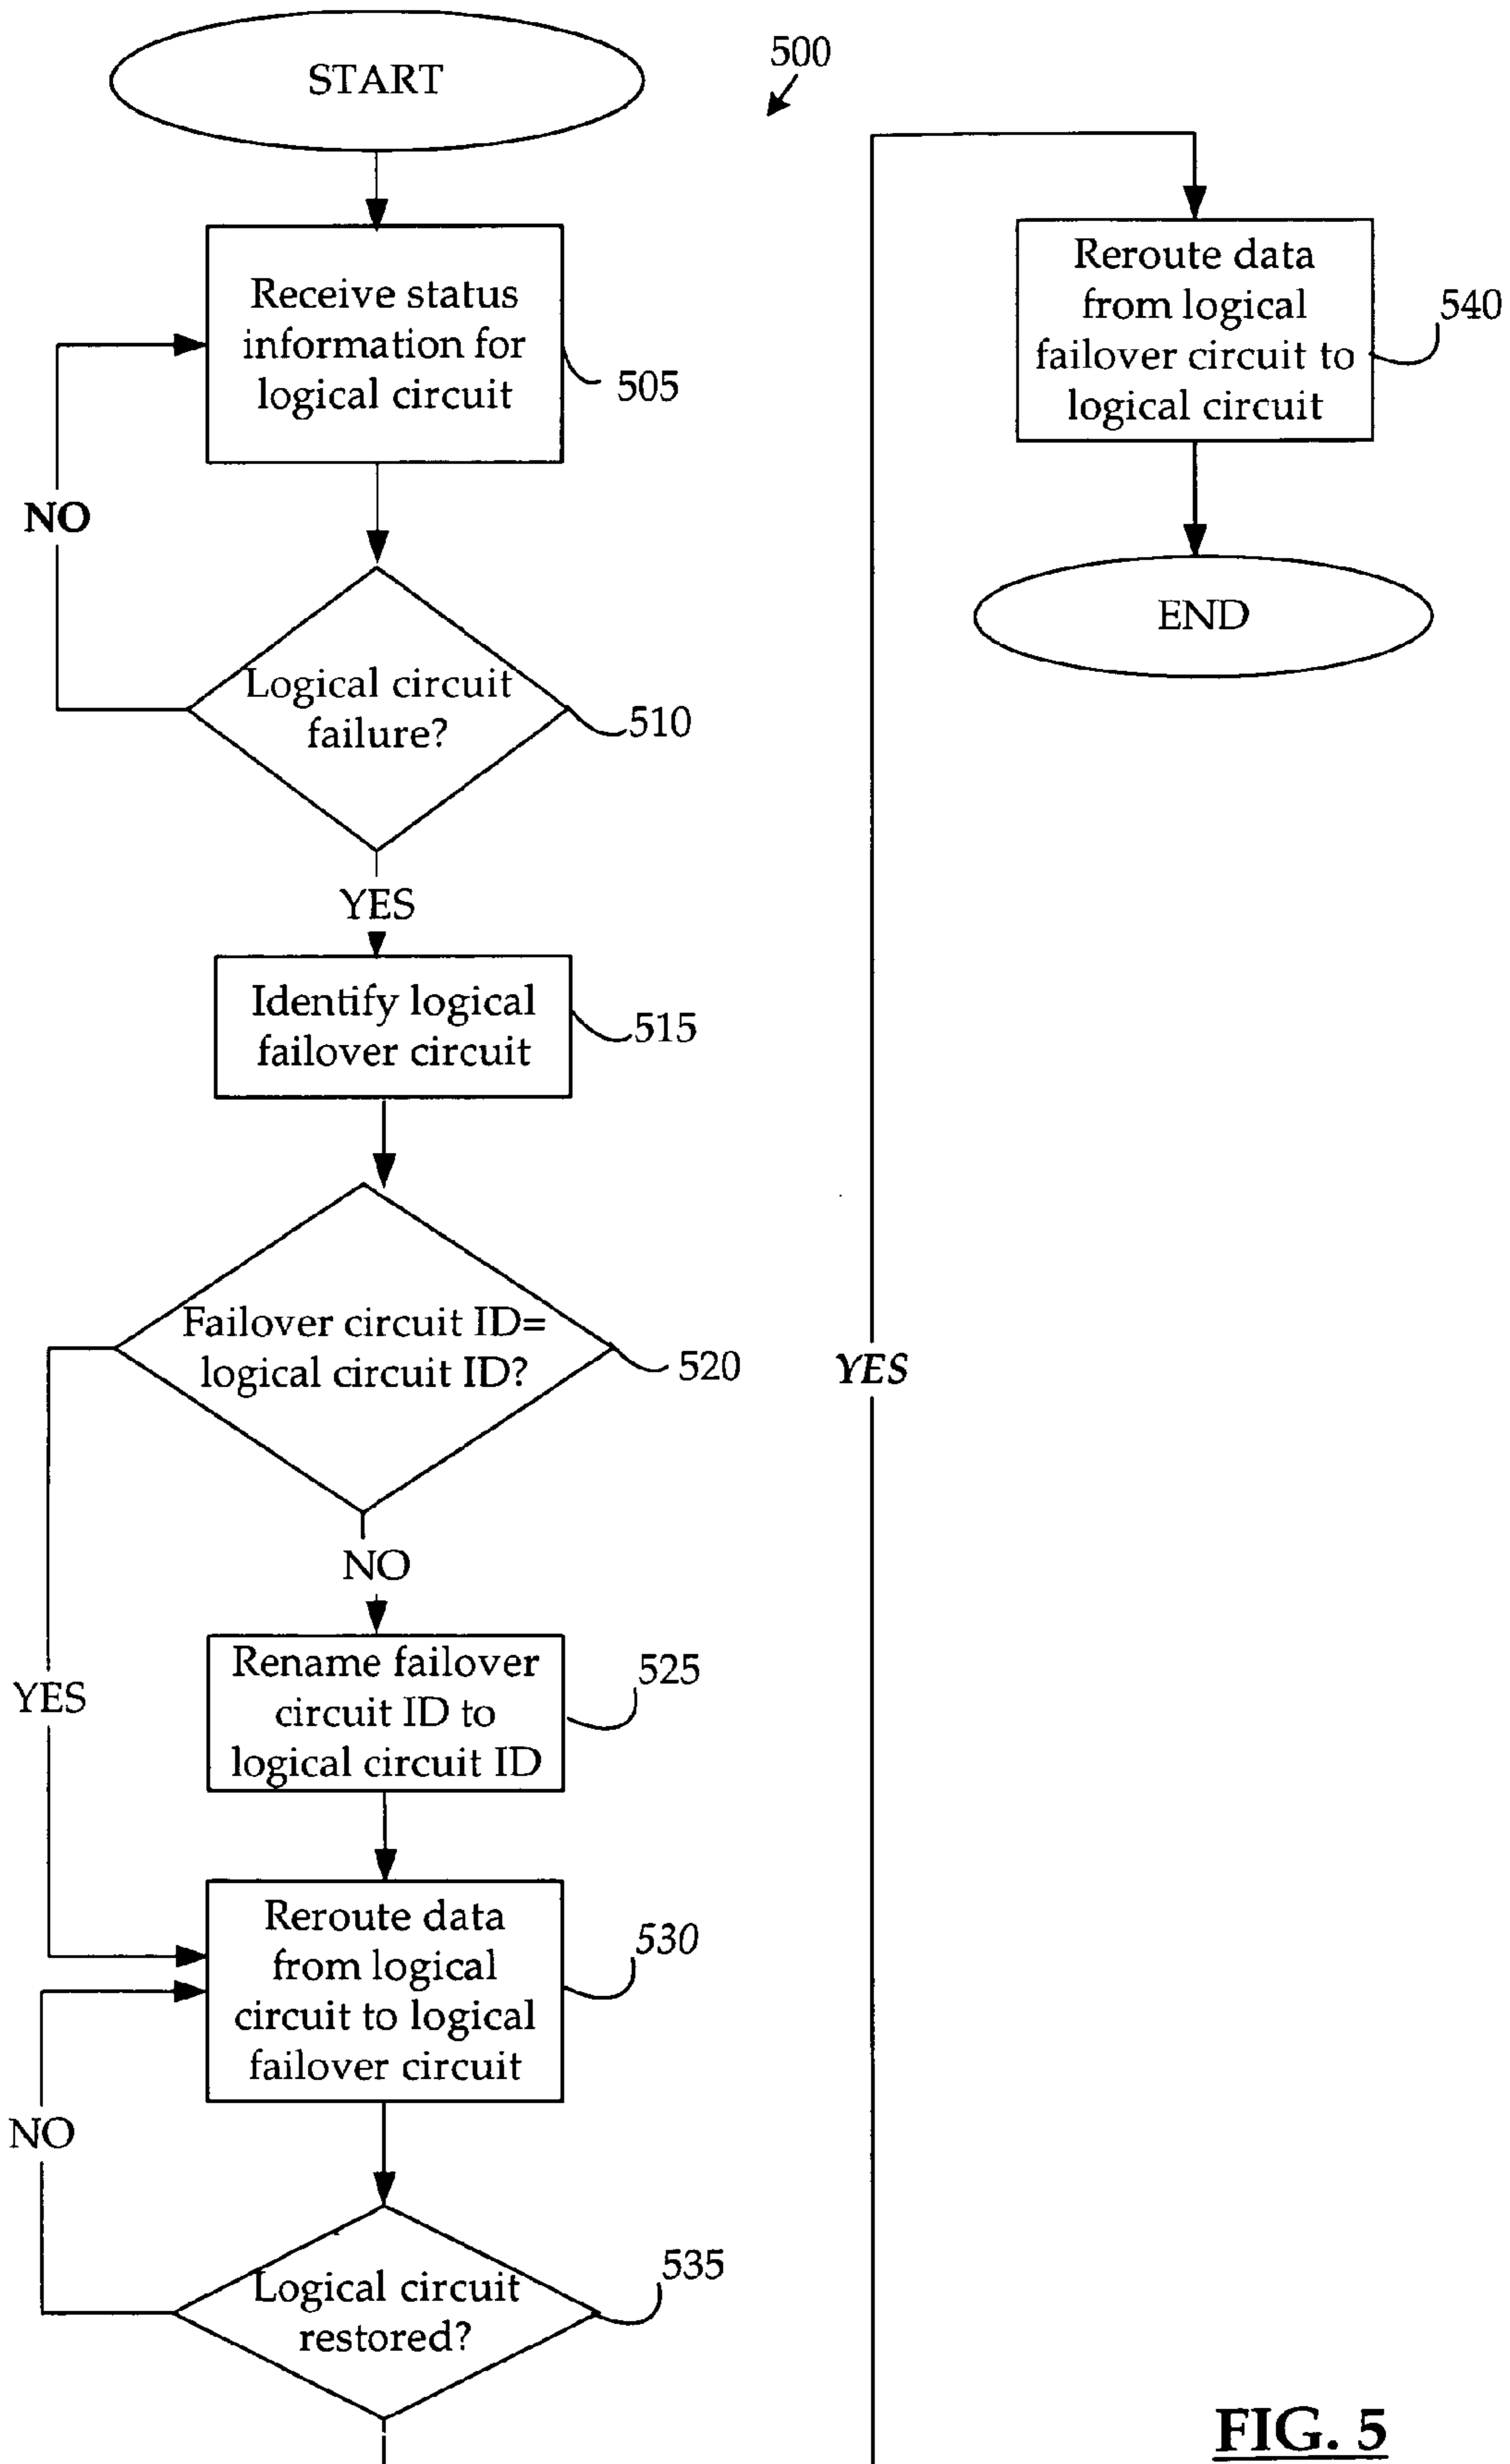 START
500
Receive status
information for
logical circuit
505
NO
Logical circuit
failure?
510
YES
Identify logical
failover circuit
515
Failover circuit ID=
logical circuit ID?
520
NO
YES
Rename failover
circuit ID to
logical circuit ID
525
Reroute data
from logical
circuit to logical
failover circuit
530
NO
Logical circuit
restored?
535
YES
Reroute data
from logical
failover circuit to
logical circuit
540
END
FIG. 5